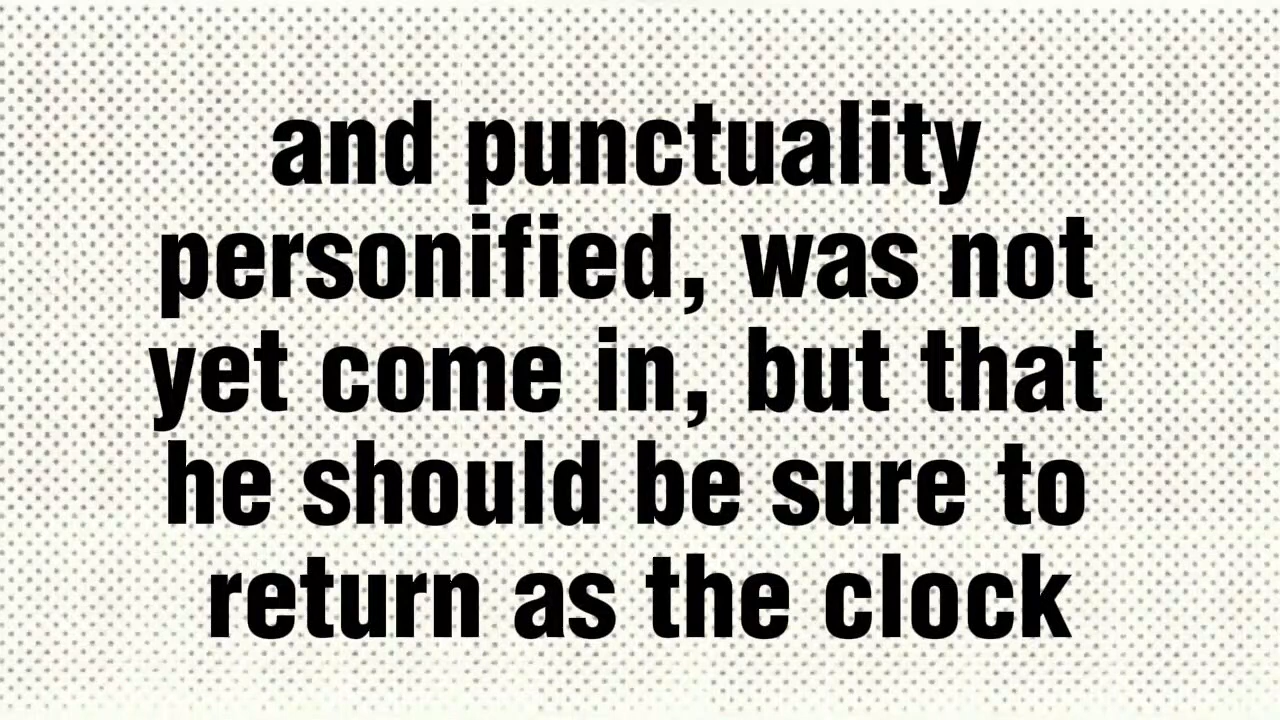 and punctuality
personified, was not
yet come in, but that
he should be sure to
return as the clock